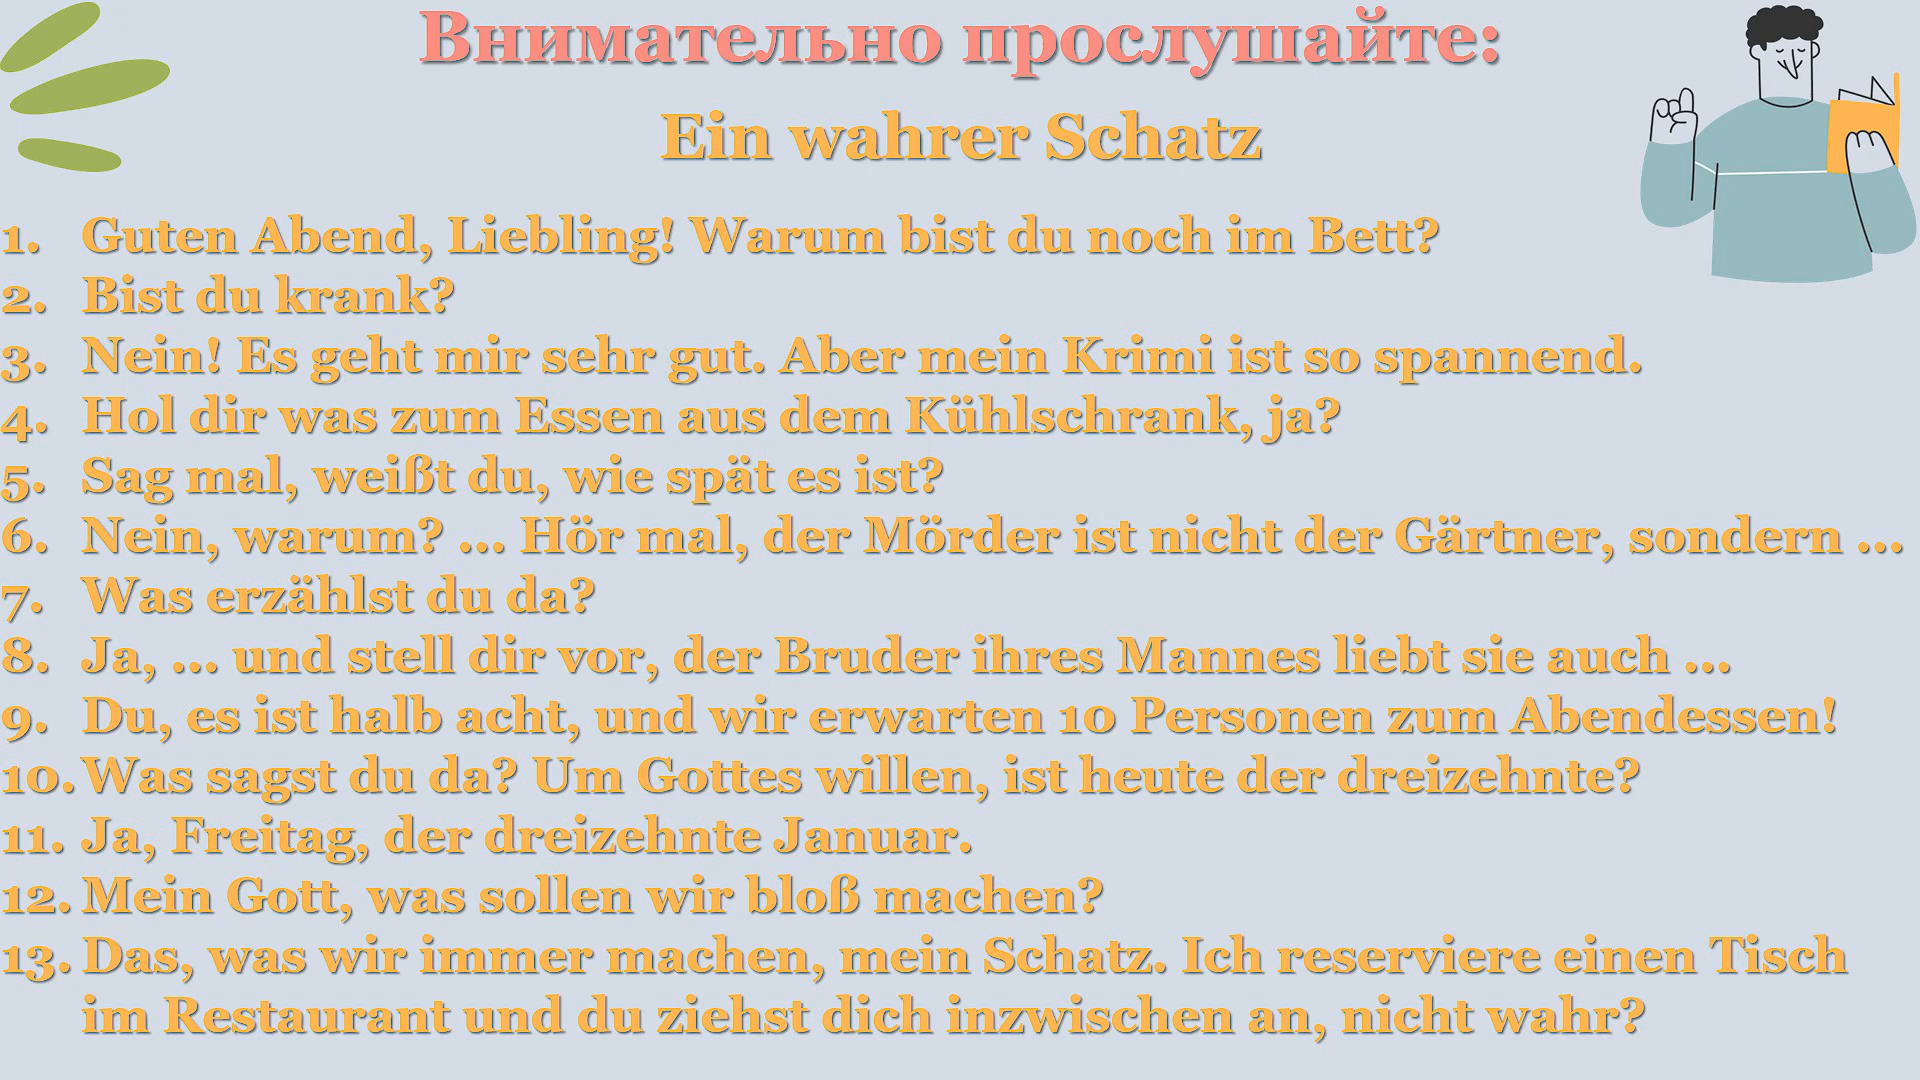 Внимательно прослушайте:
Ein wahrer Schatz
1. Guten Abend, Liebling! Warum bist du noch im Bett?
2. Bist du krank?
3. Nein! Es geht mir sehr gut. Aber mein Krimi ist so spannend.
4. Hol dir was zum Essen aus dem Kühlschrank, ja?
5. Sag mal, weißt du, wie spät es ist?
6. Nein, warum? ... Hör mal, der Mörder ist nicht der Gärtner, sondern ...
7. Was erzählst du da?
8. Ja, ... und stell dir vor, der Bruder ihres Mannes liebt sie auch ...
9. Du, es ist halb acht, und wir erwarten 10 Personen zum Abendessen!
10. Was sagst du da? Um Gottes willen, ist heute der dreizehnte?
11. Ja, Freitag, der dreizehnte Januar.
12. Mein Gott, was sollen wir bloß machen?
13. Das, was wir immer machen, mein Schatz. Ich reserviere einen Tisch
im Restaurant und du ziehst dich inzwischen an, nicht wahr?